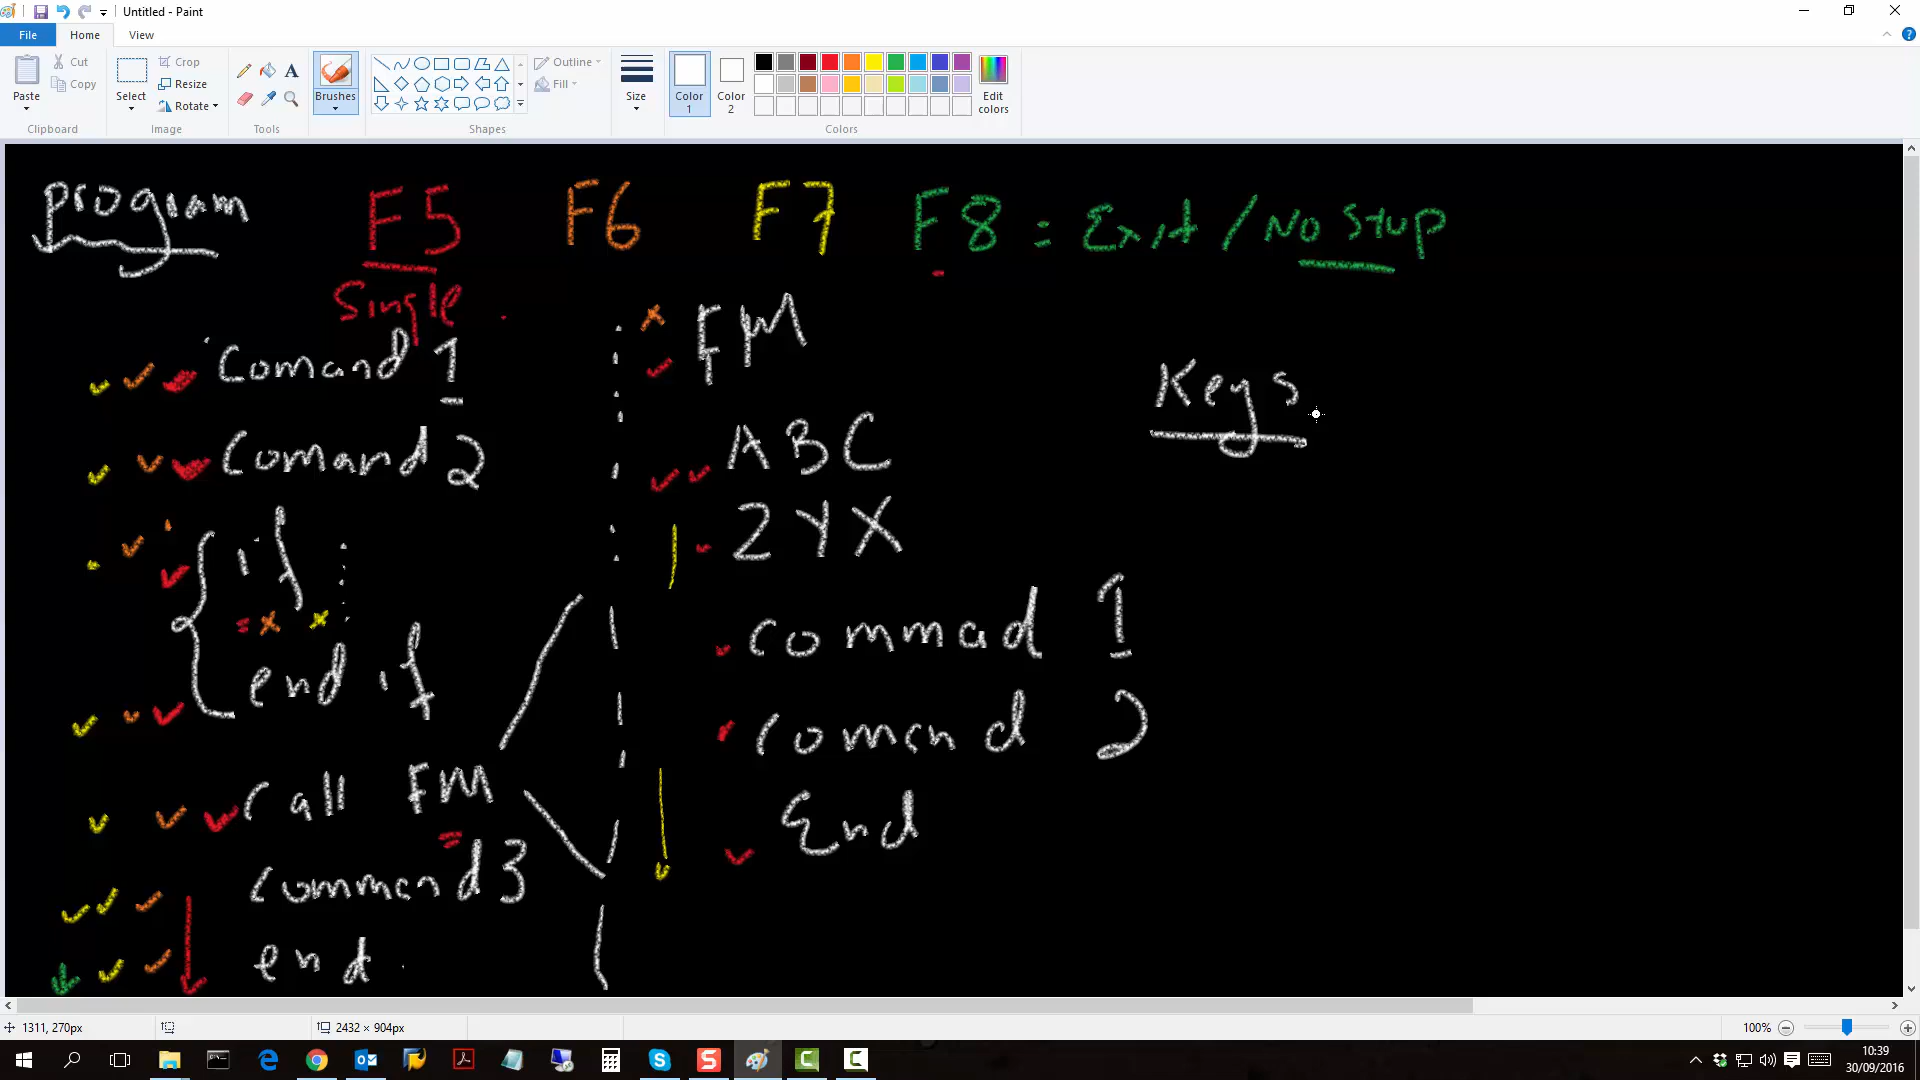 Untitled - Paint
File Home View
Paste
Cut
Copy
Clipboard
Select
Crop
Resize
Rotate
Image
Tools
Brushes
Shapes
Outline
Fill
Size
Color 1
Color 2
Colors
Edit colors
program F5 F6 F7 F8 = Exit / No Stop
Single
Comand 1
Comand 2
if
end if
Call FM
Commend 3
end.
FM
ABC
ZYX
Commad 1
Comend 2
End
Keys
1311, 270px
2432 × 904px
100%
10:39
30/09/2016